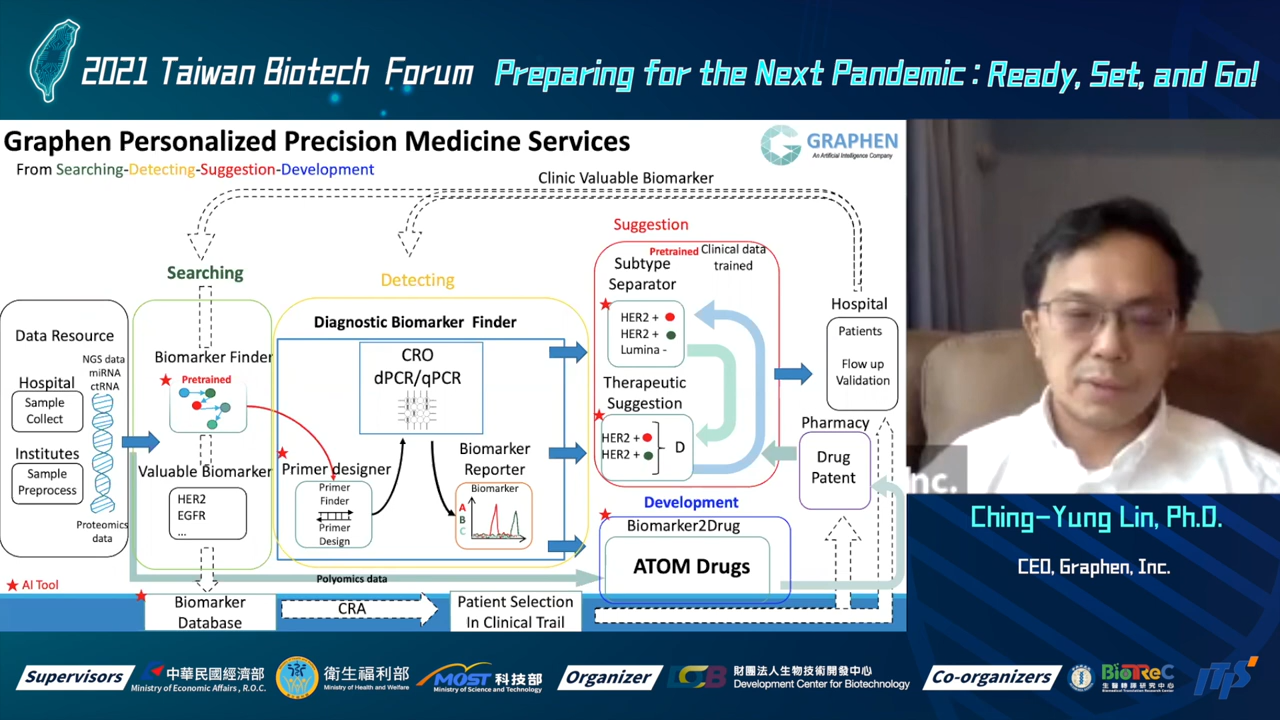 2021 Taiwan Biotech Forum
Preparing for the Next Pandemic : Ready, Set, and Go!
Graphen Personalized Precision Medicine Services
GRAPHEN
An Artificial Intelligence Company
From Searching-Detecting-Suggestion-Development
Clinic Valuable Biomarker
Searching
Detecting
Suggestion
Data Resource
NGS data
miRNA
ctRNA
Hospital
Sample
Collect
Institutes
Sample
Preprocess
Proteomics
data
Biomarker Finder
Pretrained
Valuable Biomarker
HER2
EGFR
...
Diagnostic Biomarker Finder
CRO
dPCR/qPCR
Primer designer
Primer
Finder
Primer
Design
Biomarker
Reporter
Biomarker
A
B
C
Pretrained Clinical data
trained
Subtype
Separator
HER2 +
HER2 +
Lumina -
Therapeutic
Suggestion
HER2 +
HER2 +
D
Hospital
Patients
Flow up
Validation
Pharmacy
Drug
Patent
Development
Biomarker2Drug
ATOM Drugs
Polyomics data
AI Tool
Biomarker
Database
CRA
Patient Selection
In Clinical Trail
nc.
Ching-Yung Lin, Ph.D.
CEO, Graphen, Inc.
Supervisors
中華民國經濟部
Ministry of Economic Affairs , R.O.C.
衛生福利部
Ministry of Health and Welfare
MOST 科技部
Ministry of Science and Technology
Organizer
DCB
財團法人生物技術開發中心
Development Center for Biotechnology
Co-organizers
BioTReC
生醫轉譯研究中心
Biomedical Translation Research Center
ITPS